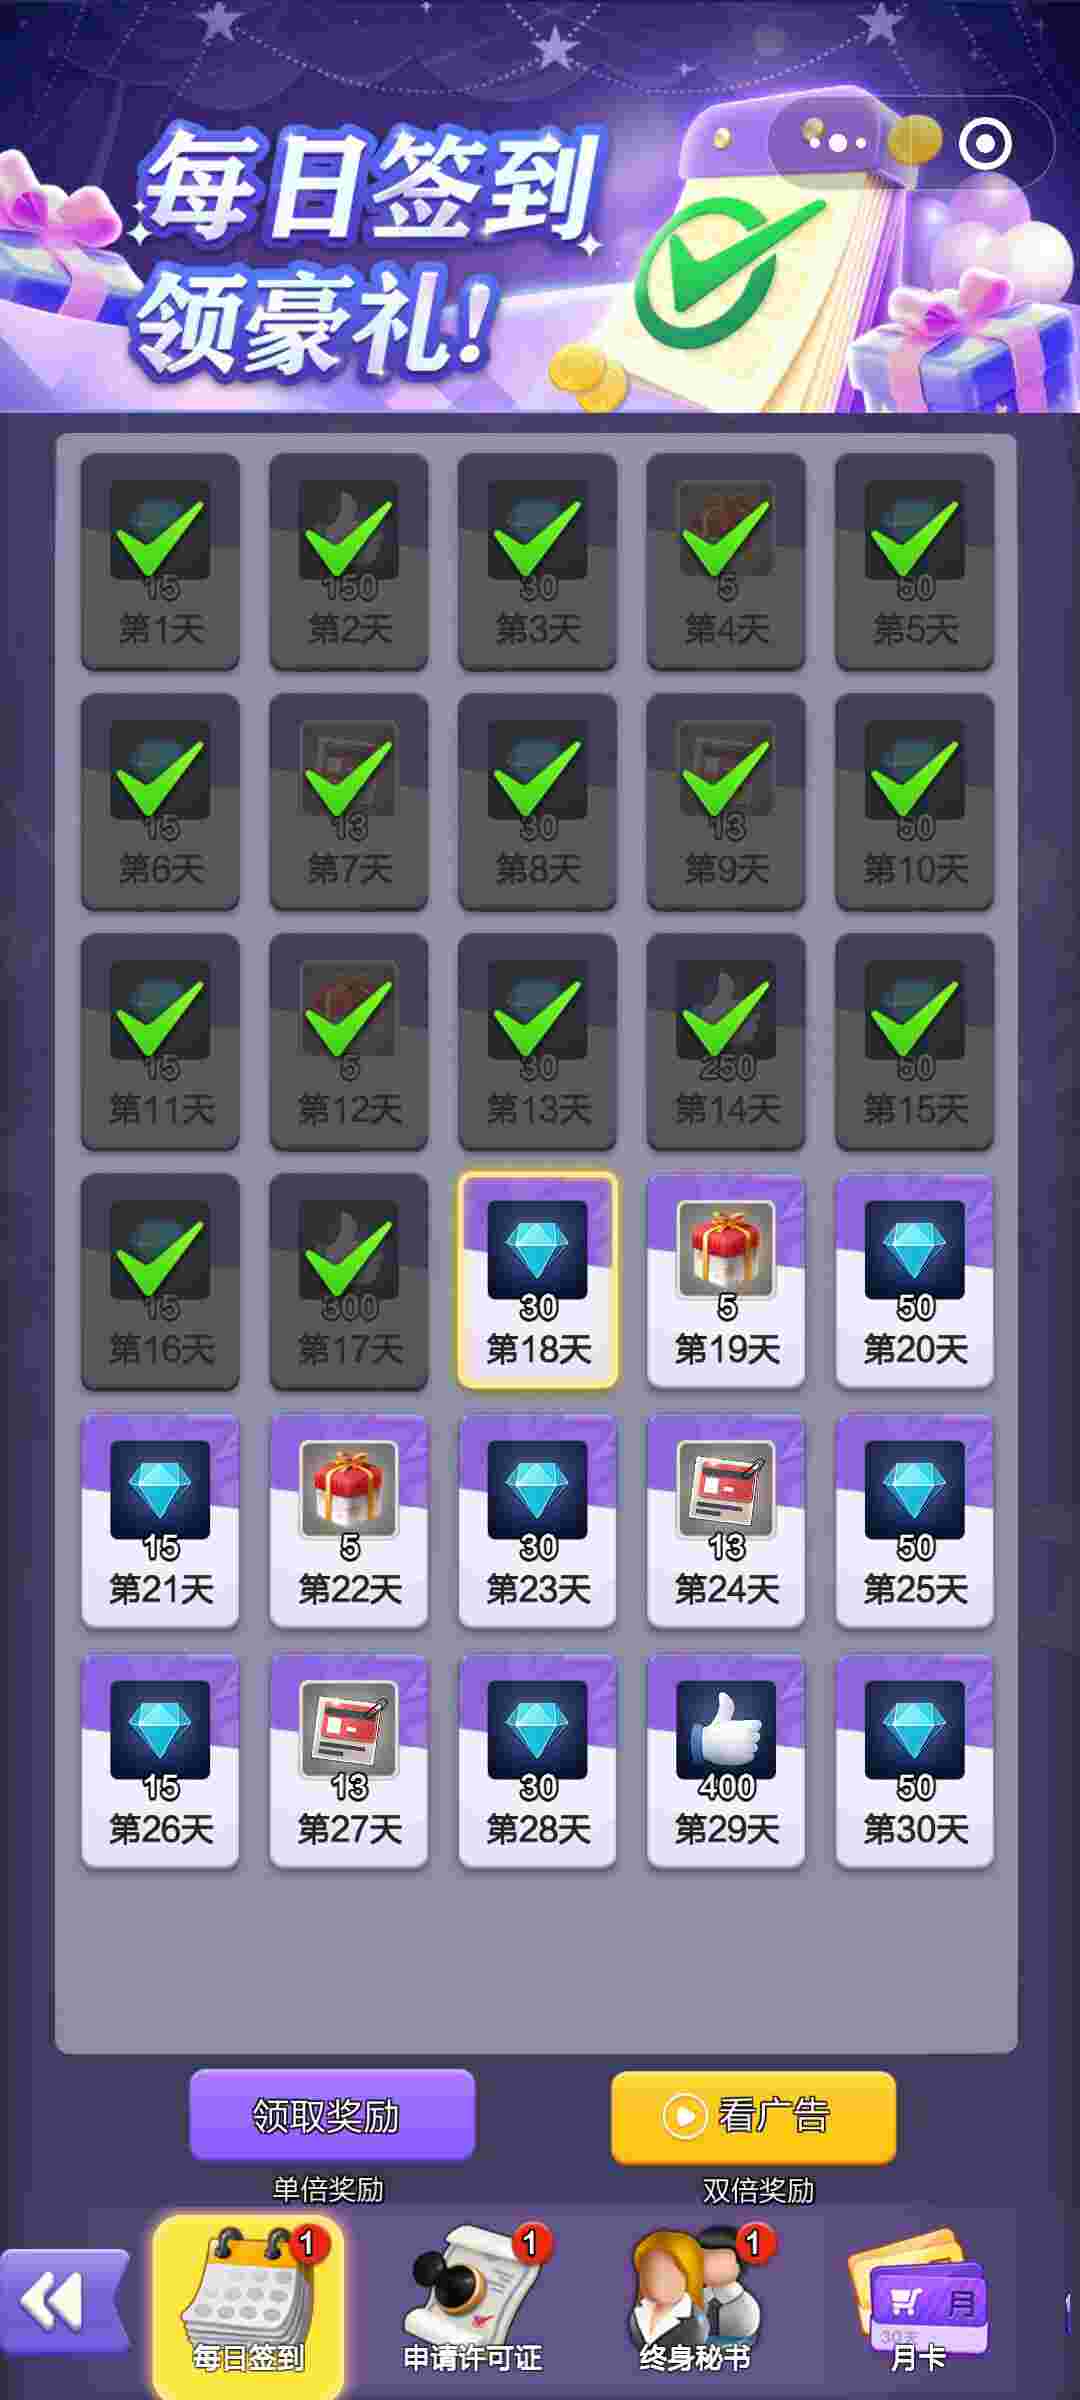 每日签到
领豪礼!
15
150
30
5
50
第1天
第2天
第3天
第4天
第5天
15
13
30
13
50
第6天
第7天
第8天
第9天
第10天
15
5
30
250
50
第11天
第12天
第13天
第14天
第15天
15
300
30
5
50
第16天
第17天
第18天
第19天
第20天
15
5
30
13
50
第21天
第22天
第23天
第24天
第25天
15
13
30
400
50
第26天
第27天
第28天
第29天
第30天
领取奖励
看广告
单倍奖励
双倍奖励
1
1
1
月
30天
每日签到
申请许可证
终身秘书
月卡